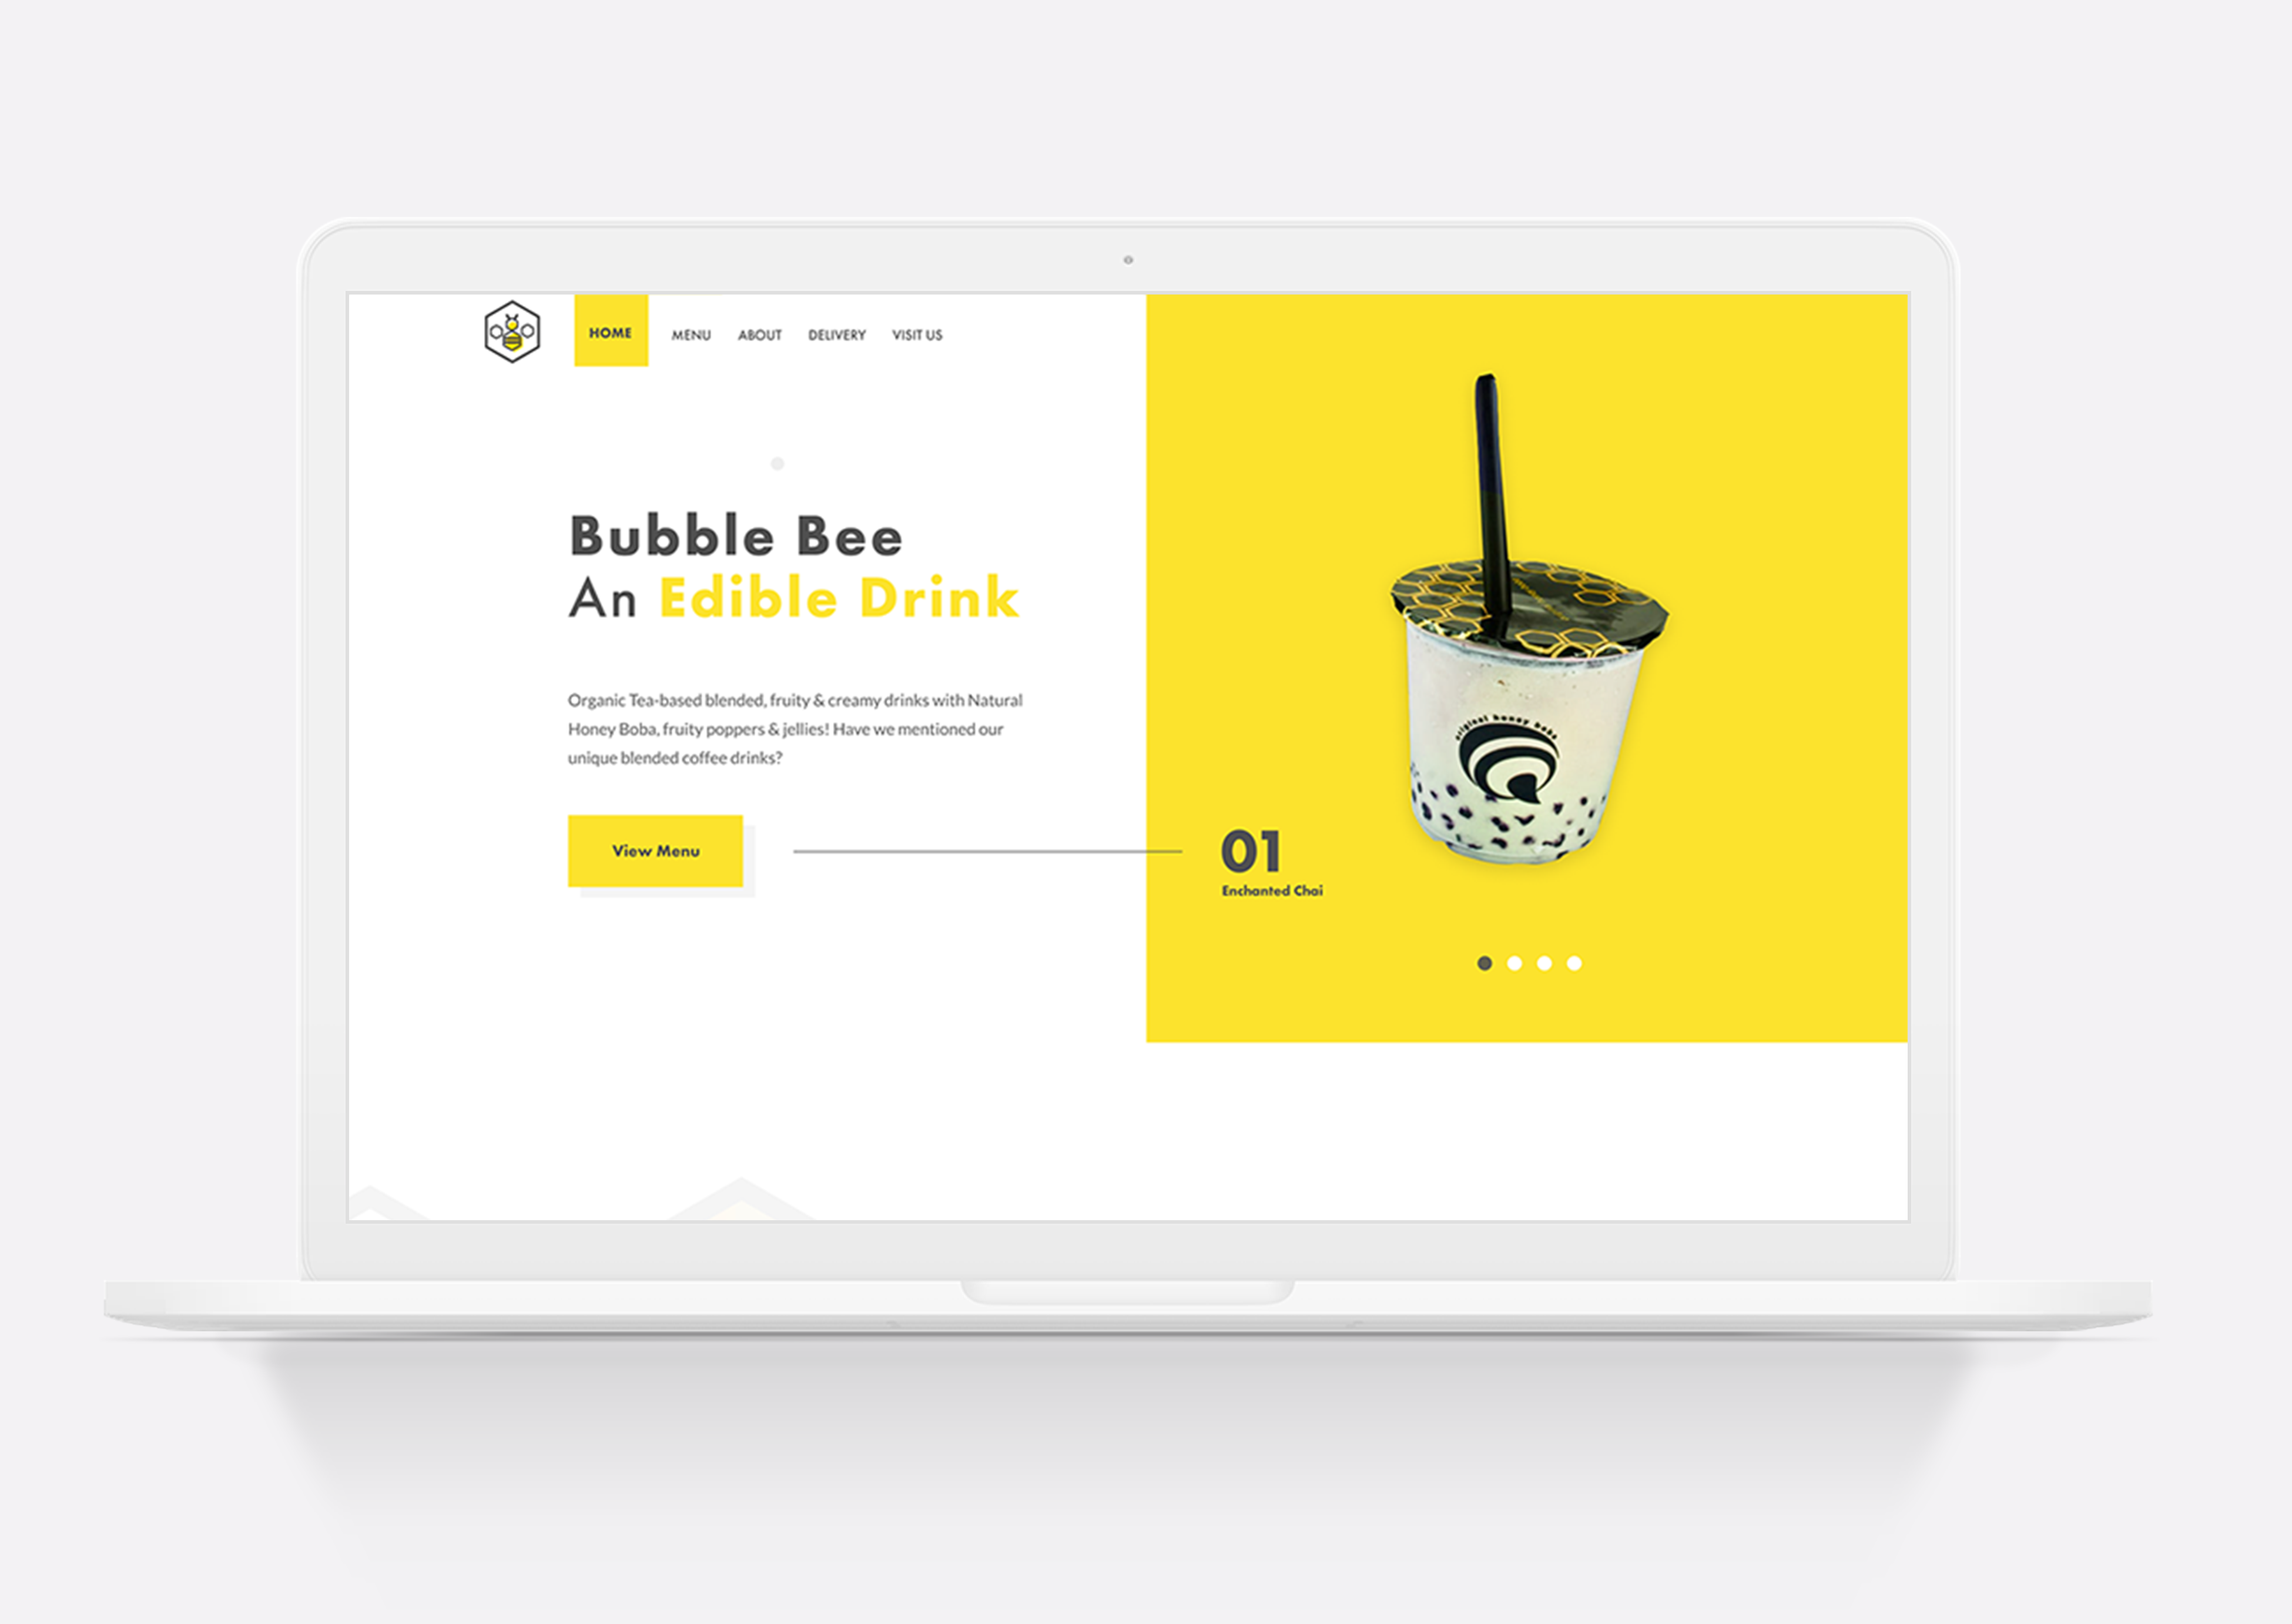 HOME
MENU
ABOUT
DELIVERY
VISIT US
Bubble Bee
An Edible Drink
Organic Tea-based blended, fruity & creamy drinks with Natural
Honey Boba, fruity poppers & jellies! Have we mentioned our
unique blended coffee drinks?
View Menu
original honey boba
01
Enchanted Chai